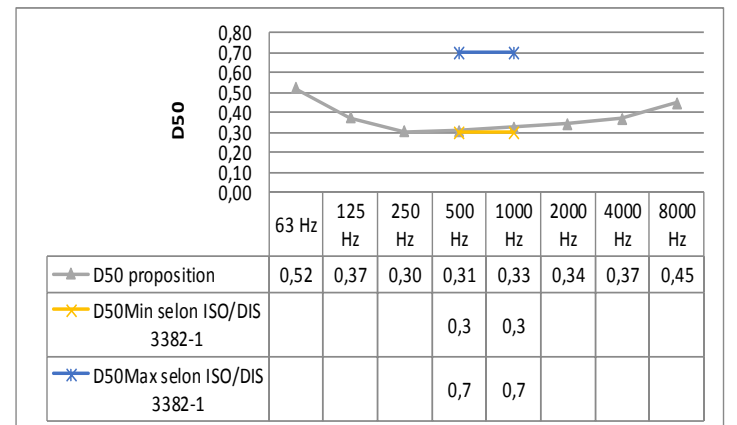 0,80
0,70
0,60
0,50
0,40
0,30
0,20
0,10
0,00
D50
63 Hz 125 Hz 250 Hz 500 Hz 1000 Hz 2000 Hz 4000 Hz 8000 Hz
D50 proposition 0,52 0,37 0,30 0,31 0,33 0,34 0,37 0,45
D50Min selon ISO/DIS
3382-1 0,3 0,3
D50Max selon ISO/DIS
3382-1 0,7 0,7